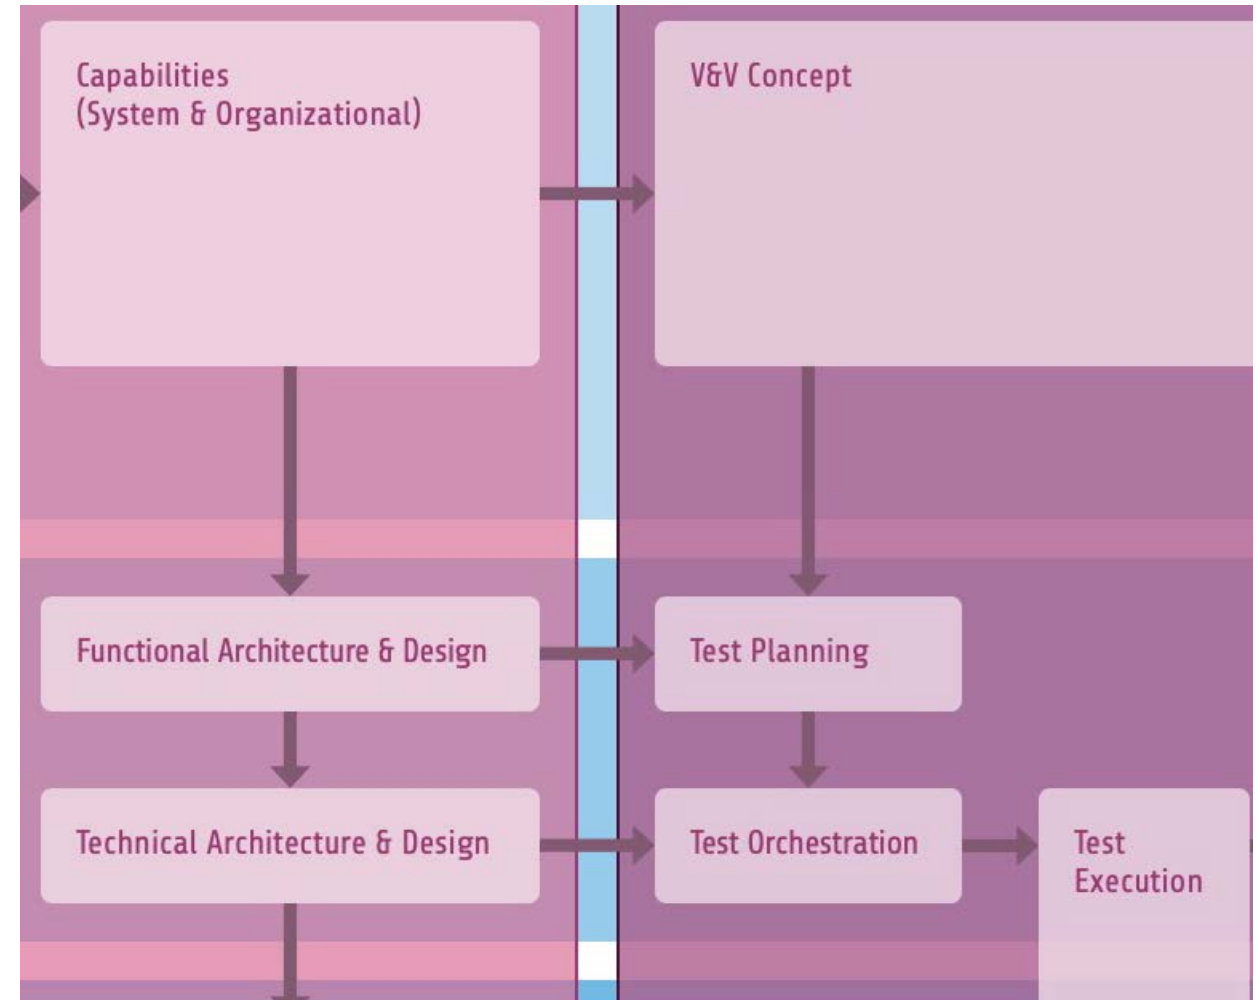 Capabilities
(System & Organizational)
V&V Concept
Functional Architecture & Design
Test Planning
Technical Architecture & Design
Test Orchestration
Test
Execution